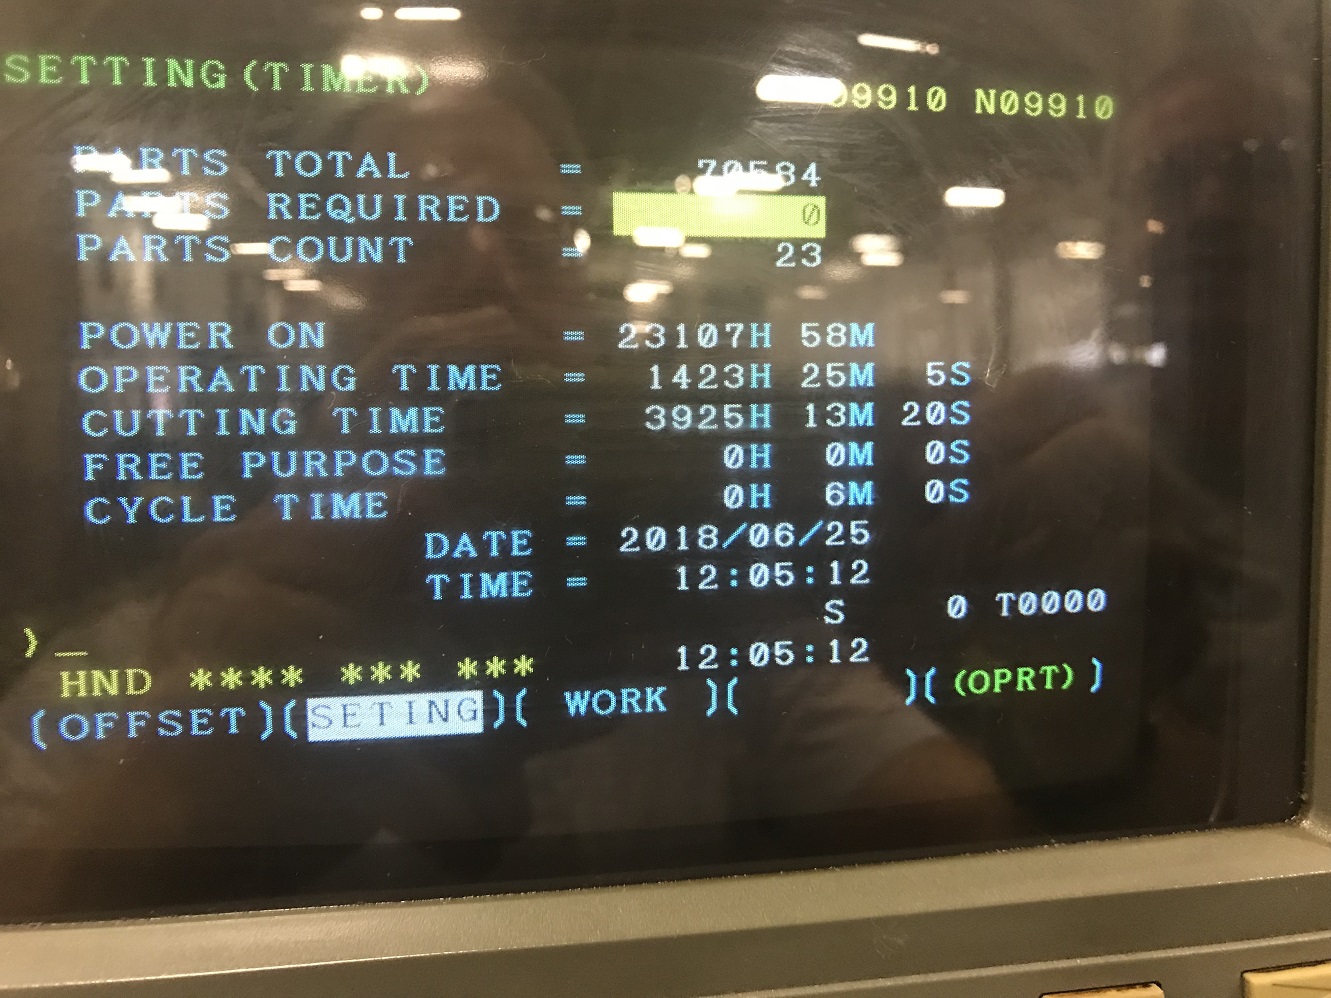 SETTING(TIMER) O9910 N09910
PARTS TOTAL = 70584
PARTS REQUIRED = 0
PARTS COUNT = 23
POWER ON = 23107H 58M
OPERATING TIME = 1423H 25M 5S
CUTTING TIME = 3925H 13M 20S
FREE PURPOSE = 0H 0M 0S
CYCLE TIME = 0H 6M 0S
DATE = 2018/06/25
TIME = 12:05:12
S 0 T0000
)_
HND **** *** *** 12:05:12
(OFFSET)(SETING)( WORK )( )( (OPRT) )